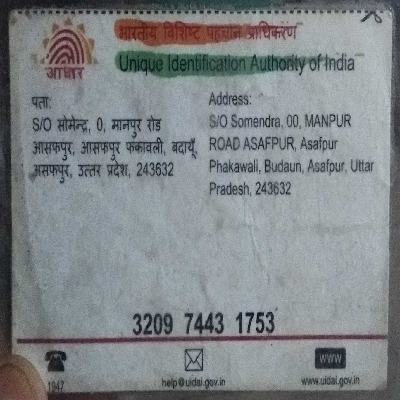 भारतीय विशिष्ट पहचान प्राधिकरण
Unique Identification Authority of India
आधार
पता:
S/O सोमेन्द्र, 0, मानपुर रोड
आसफपुर, आसफपुर फकावली, बदायूँ,
असफपुर, उत्तर प्रदेश, 243632
Address:
S/O Somendra, 00, MANPUR
ROAD ASAFPUR, Asafpur
Phakawali, Budaun, Asafpur, Uttar
Pradesh, 243632
3209 7443 1753
1947
help@uidai.gov.in
WWW
www.uidai.gov.in